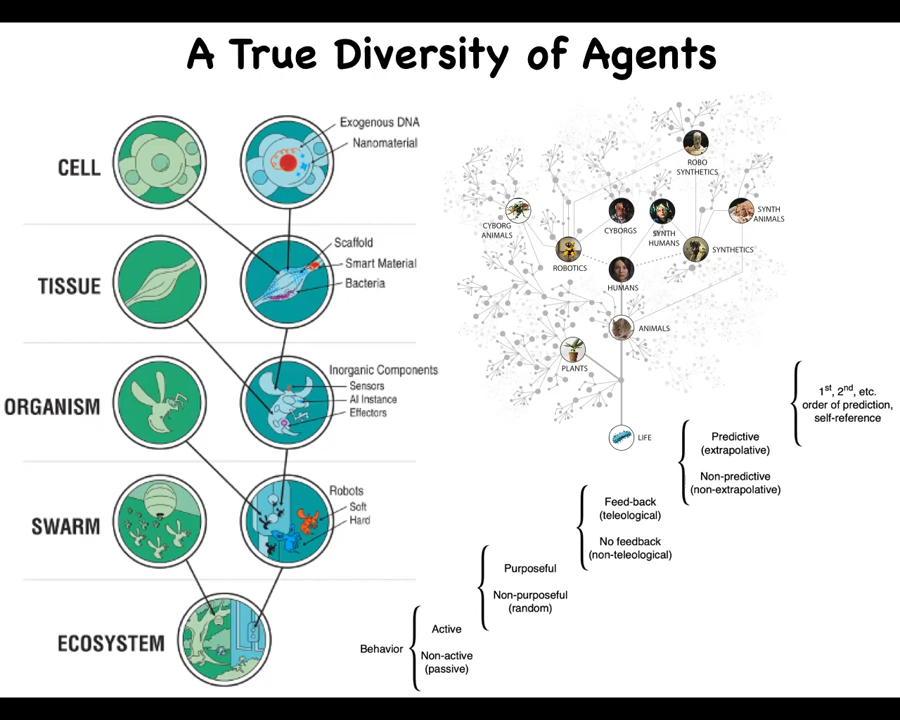 A True Diversity of Agents
CELL
Exogenous DNA
Nanomaterial
TISSUE
Scaffold
Smart Material
Bacteria
ORGANISM
Inorganic Components
Sensors
AI Instance
Effectors
SWARM
Robots
Soft
Hard
ECOSYSTEM
ROBO
SYNTHETICS
CYBORG
ANIMALS
CYBORGS
SYNTH
HUMANS
SYNTH
ANIMALS
ROBOTICS
SYNTHETICS
HUMANS
ANIMALS
PLANTS
LIFE
Behavior
Active
Non-active
(passive)
Purposeful
Non-purposeful
(random)
Feed-back
(teleological)
No feedback
(non-teleological)
Predictive
(extrapolative)
Non-predictive
(non-extrapolative)
1st, 2nd, etc.
order of prediction,
self-reference